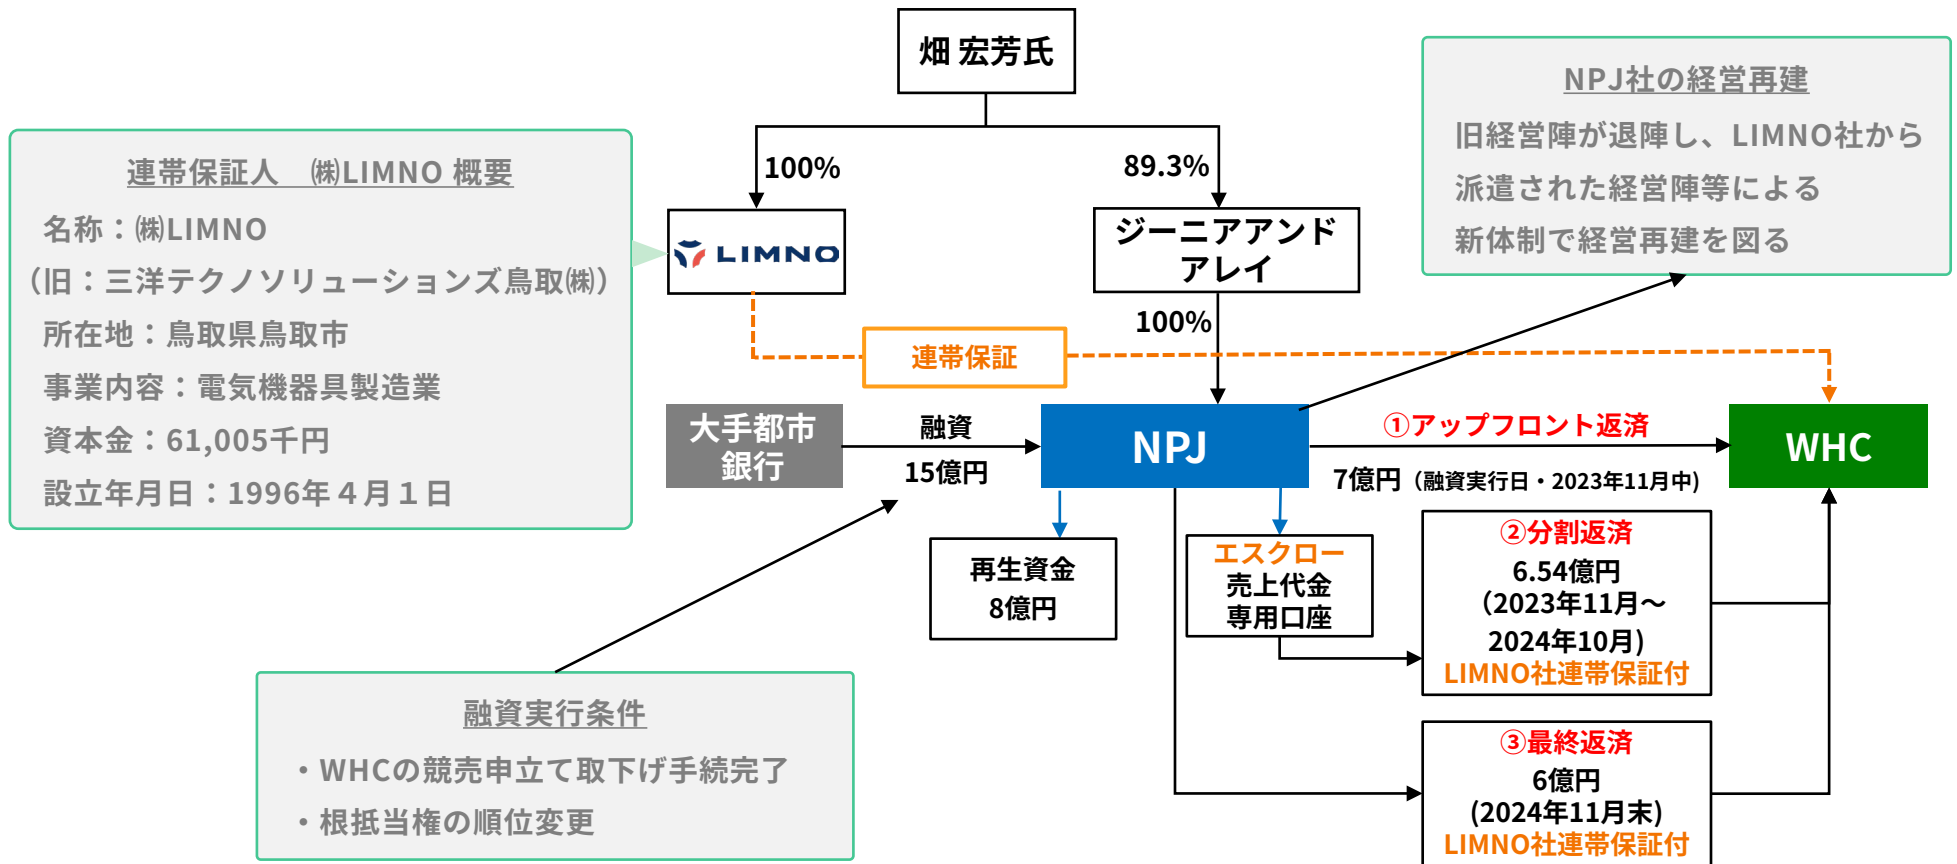 畑 宏芳氏
NPJ社の経営再建
旧経営陣が退陣し、LIMNO社から
派遣された経営陣等による
新体制で経営再建を図る
連帯保証人　㈱LIMNO 概要
名称：㈱LIMNO
（旧：三洋テクノソリューションズ鳥取㈱）
所在地：鳥取県鳥取市
事業内容：電気機器具製造業
資本金：61,005千円
設立年月日：1996年４月１日
100%
89.3%
LIMNO
ジーニアアンド
アレイ
100%
連帯保証
大手都市
銀行
融資
15億円
NPJ
①アップフロント返済
7億円（融資実行日・2023年11月中)
WHC
再生資金
8億円
エスクロー
売上代金
専用口座
②分割返済
6.54億円
（2023年11月～
2024年10月)
LIMNO社連帯保証付
③最終返済
6億円
(2024年11月末)
LIMNO社連帯保証付
融資実行条件
・WHCの競売申立て取下げ手続完了
・根抵当権の順位変更